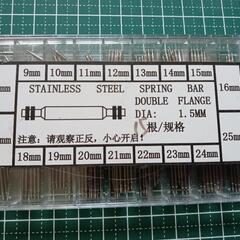 9mm 10mm 11mm 12mm 13mm 14mm 15mm
STAINLESS STEEL SPRING BAR
DOUBLE FLANGE
DIA: 1.5MM
根/规格
注意：请观察正反，小心开启！
16mm
25mm
18mm 19mm 20mm 21mm 22mm 23mm 24mm